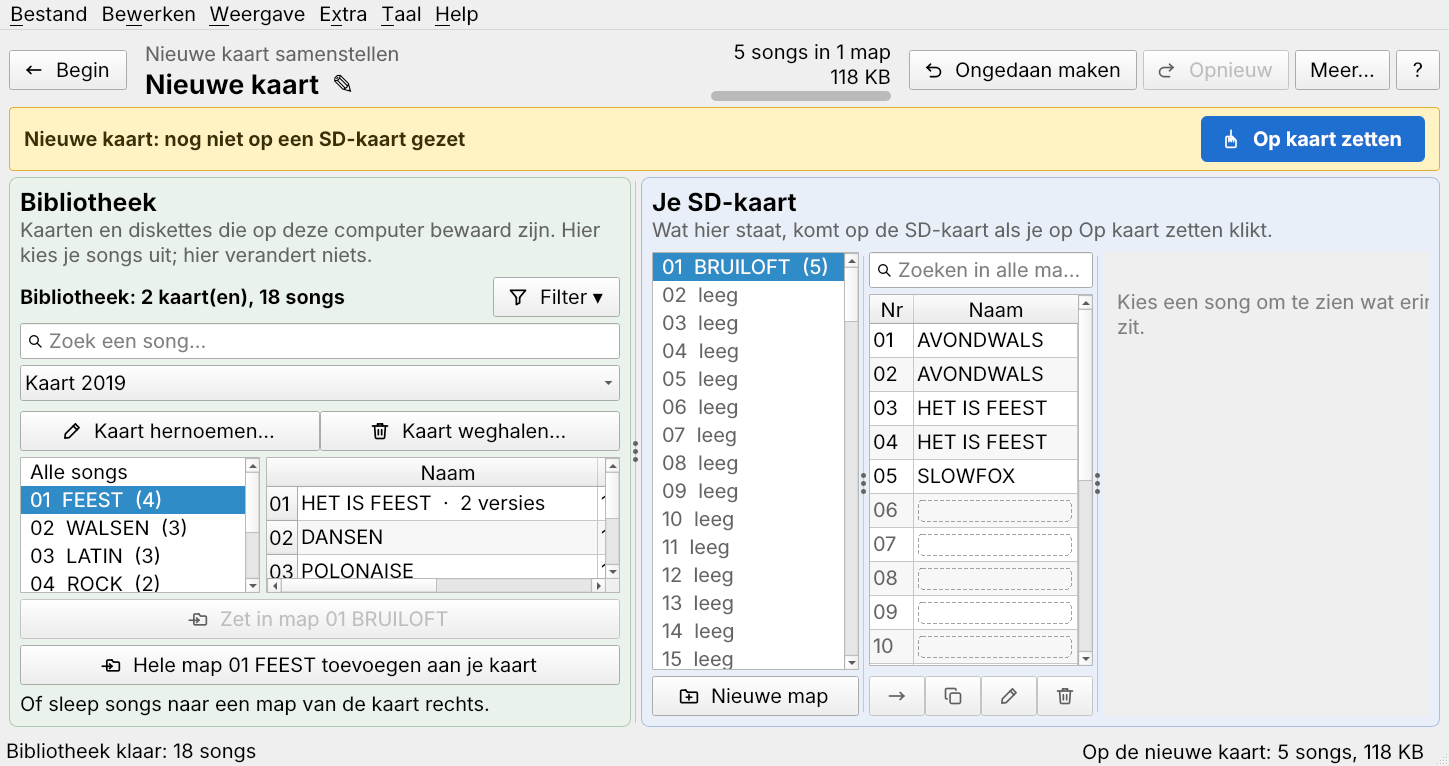 Bestand Bewerken Weergave Extra Taal Help
← Begin
Nieuwe kaart samenstellen
Nieuwe kaart ✎
5 songs in 1 map
118 KB
Ongedaan maken
Opnieuw
Meer...
?
Nieuwe kaart: nog niet op een SD-kaart gezet
Op kaart zetten
Bibliotheek
Kaarten en diskettes die op deze computer bewaard zijn. Hier
kies je songs uit; hier verandert niets.
Bibliotheek: 2 kaart(en), 18 songs
Filter ▾
Zoek een song...
Kaart 2019
Kaart hernoemen...
Kaart weghalen...
Alle songs
01 FEEST (4)
02 WALSEN (3)
03 LATIN (3)
04 ROCK (2)
Naam
01 HET IS FEEST · 2 versies
02 DANSEN
03 POLONAISE
Zet in map 01 BRUILOFT
Hele map 01 FEEST toevoegen aan je kaart
Of sleep songs naar een map van de kaart rechts.
Je SD-kaart
Wat hier staat, komt op de SD-kaart als je op Op kaart zetten klikt.
01 BRUILOFT (5)
02 leeg
03 leeg
04 leeg
05 leeg
06 leeg
07 leeg
08 leeg
09 leeg
10 leeg
11 leeg
12 leeg
13 leeg
14 leeg
15 leeg
Nieuwe map
Zoeken in alle ma...
Nr Naam
01 AVONDWALS
02 AVONDWALS
03 HET IS FEEST
04 HET IS FEEST
05 SLOWFOX
06
07
08
09
10
Kies een song om te zien wat erin
zit.
Bibliotheek klaar: 18 songs
Op de nieuwe kaart: 5 songs, 118 KB